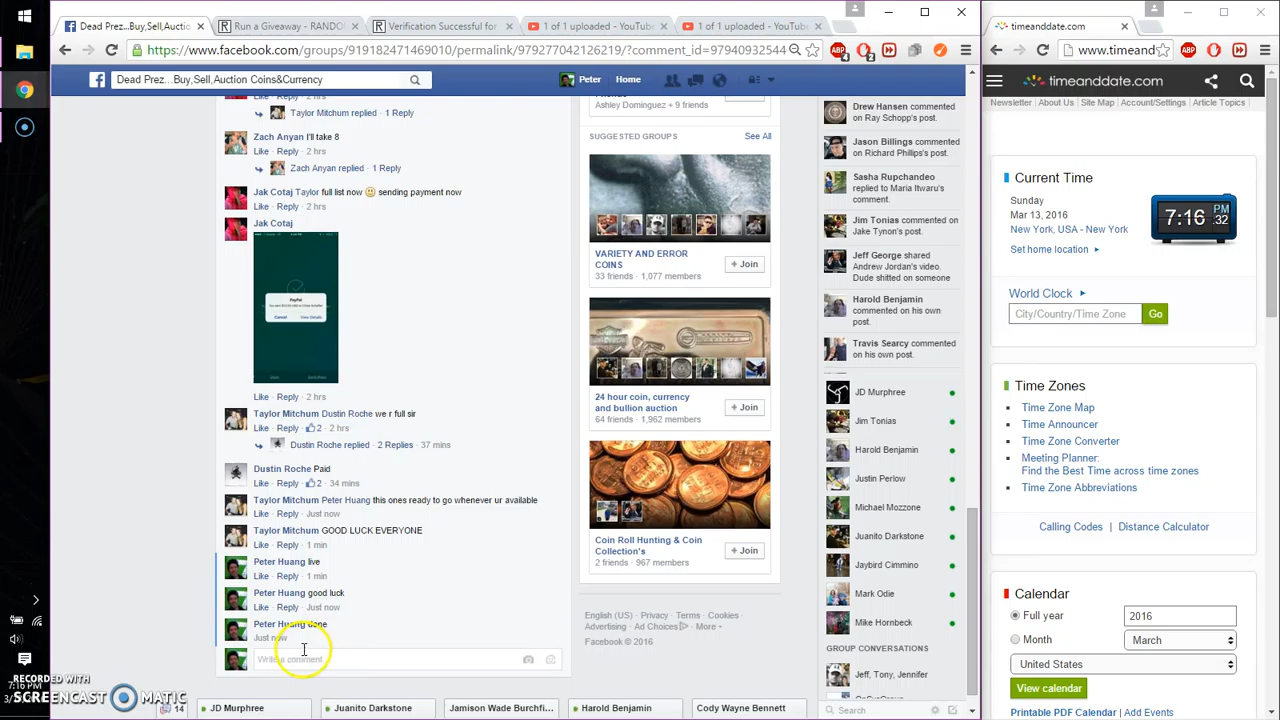 Dead Prez...Buy,Sell,Auctio
Run a Giveaway - RANDO
Verification Successful for
1 of 1 uploaded - YouTube
1 of 1 uploaded - YouTube
timeanddate.com
https://www.facebook.com/groups/919182471469010/permalink/979277042126219/?comment_id=97940932544
www.timeand
Dead Prez...Buy,Sell,Auction Coins&Currency
Peter
Home
timeanddate.com
Newsletter
About Us
Site Map
Account/Settings
Article Topics
Taylor Mitchum replied · 1 Reply
Zach Anyan I'll take 8
Like · Reply · 2 hrs
Zach Anyan replied · 1 Reply
Jak Cotaj Taylor full list now sending payment now
Like · Reply · 2 hrs
Jak Cotaj
PayPal
Cancel
View Details
Like · Reply · 2 hrs
Taylor Mitchum Dustin Roche we r full sir
Like · Reply · 2 · 2 hrs
Dustin Roche replied · 2 Replies · 37 mins
Dustin Roche Paid
Like · Reply · 2 · 34 mins
Taylor Mitchum Peter Huang this ones ready to go whenever ur available
Like · Reply · Just now
Taylor Mitchum GOOD LUCK EVERYONE
Like · Reply · 1 min
Peter Huang live
Like · Reply · 1 min
Peter Huang good luck
Like · Reply · Just now
Peter Huang done
Just now
Write a comment
Ashley Dominguez + 9 friends
SUGGESTED GROUPS
See All
VARIETY AND ERROR
COINS
33 friends · 1,077 members
+ Join
24 hour coin, currency
and bullion auction
64 friends · 1,962 members
+ Join
Coin Roll Hunting & Coin
Collection's
2 friends · 967 members
+ Join
English (US) · Privacy · Terms · Cookies ·
Advertising · Ad Choices · More
Facebook © 2016
Drew Hansen commented
on Ray Schopp's post.
Jason Billings
commented on Richard Phillips's post.
Sasha Rupchandeo
replied to Maria Itwaru's
comment.
Jim Tonias commented on
Jake Tynon's post.
Jeff George shared
Andrew Jordan's video.
Dude shitted on someone
Harold Benjamin
commented on his own
post.
Travis Searcy commented
on his own post.
JD Murphree
Jim Tonias
Harold Benjamin
Justin Perlow
Michael Mozzone
Juanito Darkstone
Jaybird Cimmino
Mark Odie
Mike Hornbeck
GROUP CONVERSATIONS
Jeff, Tony, Jennifer
Search
Current Time
Sunday
Mar 13, 2016
New York, USA - New York
Set home location
7:16 PM
32
World Clock
City/Country/Time Zone
Go
Time Zones
Time Zone Map
Time Announcer
Time Zone Converter
Meeting Planner:
Find the Best Time across time zones
Time Zone Abbreviations
Calling Codes | Distance Calculator
Calendar
Full year
2016
Month
March
United States
View calendar
Printable PDF Calendar
Add Events
RECORDED WITH
SCREENCAST MATIC
7:16 PM
14
JD Murphree
Juanito Darkstone
Jamison Wade Burchfi...
Harold Benjamin
Cody Wayne Bennett